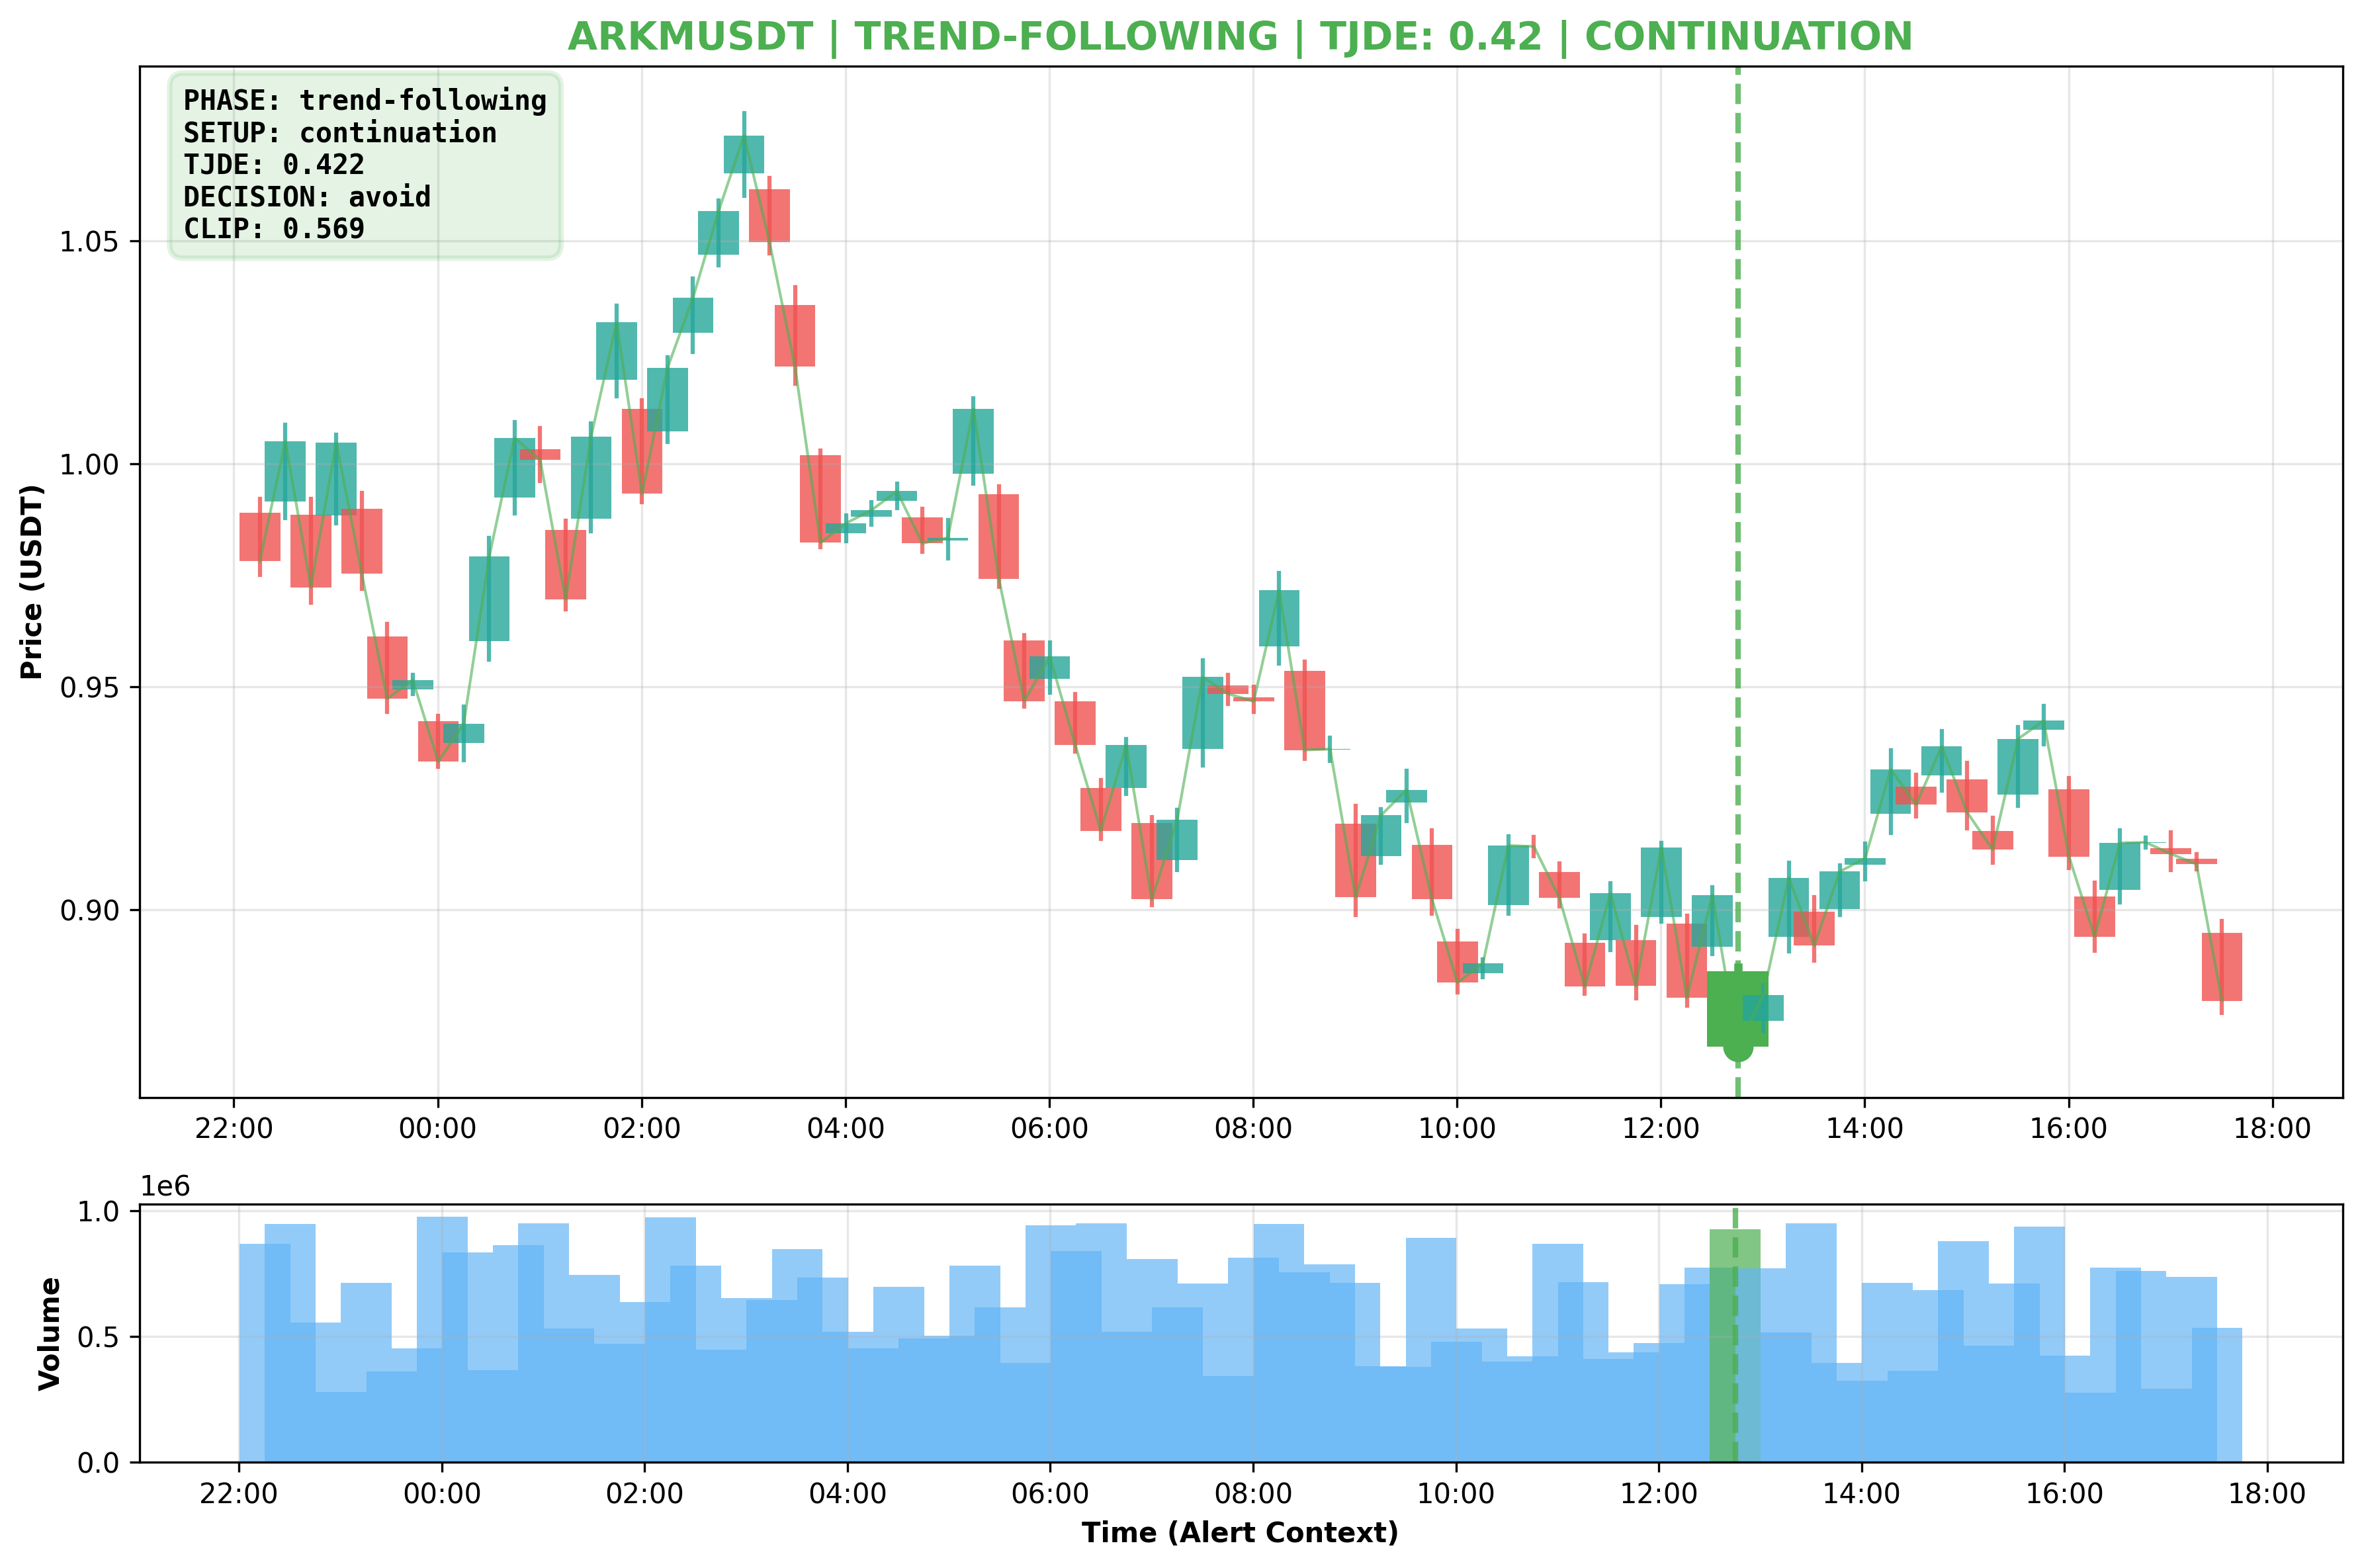 ARKMUSDT | TREND-FOLLOWING | TJDE: 0.42 | CONTINUATION
PHASE: trend-following
SETUP: continuation
TJDE: 0.422
DECISION: avoid
CLIP: 0.569
Price (USDT)
1.05
1.00
0.95
0.90
22:00 00:00 02:00 04:00 06:00 08:00 10:00 12:00 14:00 16:00 18:00
1e6
Volume
1.0
0.5
0.0
22:00 00:00 02:00 04:00 06:00 08:00 10:00 12:00 14:00 16:00 18:00
Time (Alert Context)